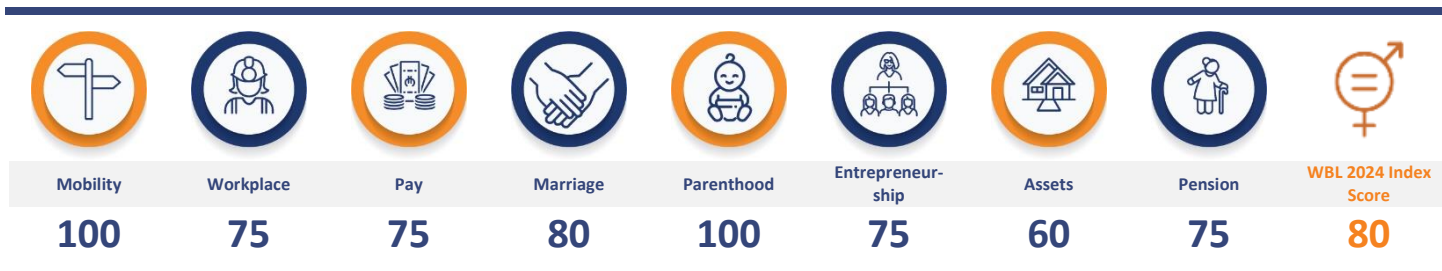 Mobility
Workplace
Pay
Marriage
Parenthood
Entrepreneur-
ship
Assets
Pension
WBL 2024 Index
Score
100
75
75
80
100
75
60
75
80